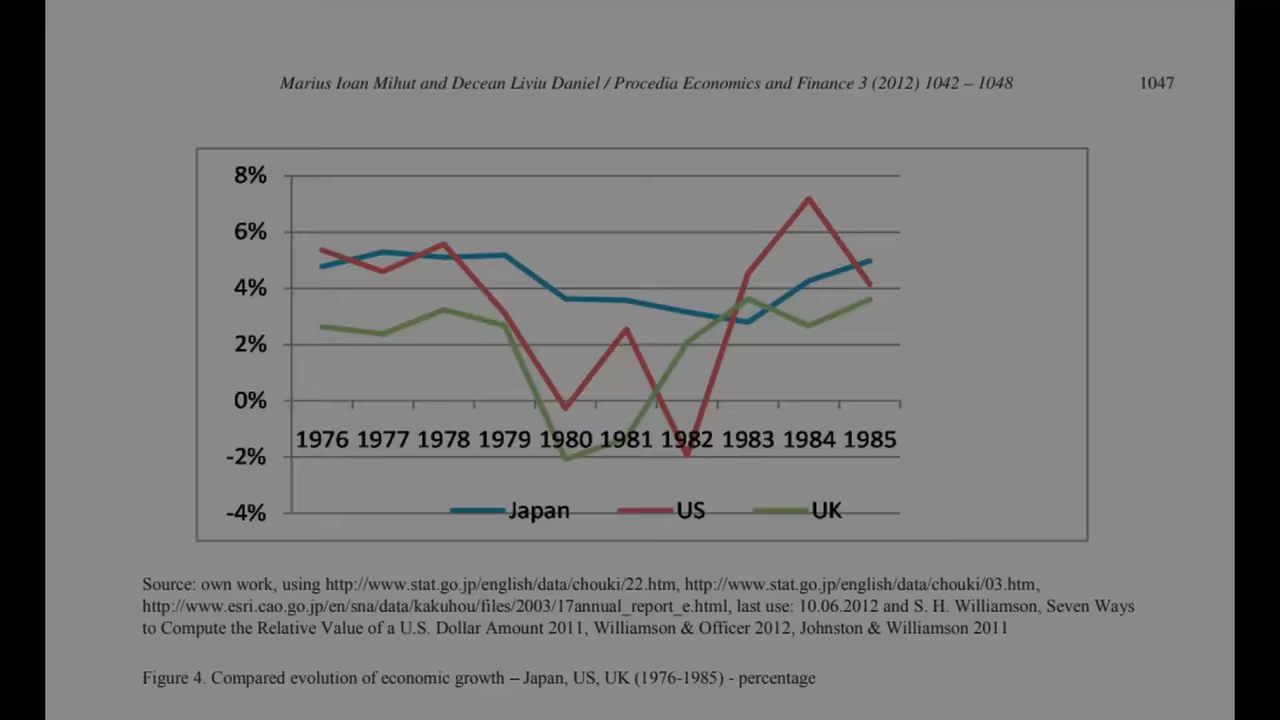 Marius Ioan Mihut and Decean Liviu Daniel / Procedia Economics and Finance 3 (2012) 1042 – 1048 1047
8%
6%
4%
2%
0%
1976 1977 1978 1979 1980 1981 1982 1983 1984 1985
-2%
-4%
Japan US UK
Source: own work, using http://www.stat.go.jp/english/data/chouki/22.htm, http://www.stat.go.jp/english/data/chouki/03.htm,
http://www.esri.cao.go.jp/en/sna/data/kakuhou/files/2003/17annual_report_e.html, last use: 10.06.2012 and S. H. Williamson, Seven Ways
to Compute the Relative Value of a U.S. Dollar Amount 2011, Williamson & Officer 2012, Johnston & Williamson 2011
Figure 4. Compared evolution of economic growth – Japan, US, UK (1976-1985) - percentage